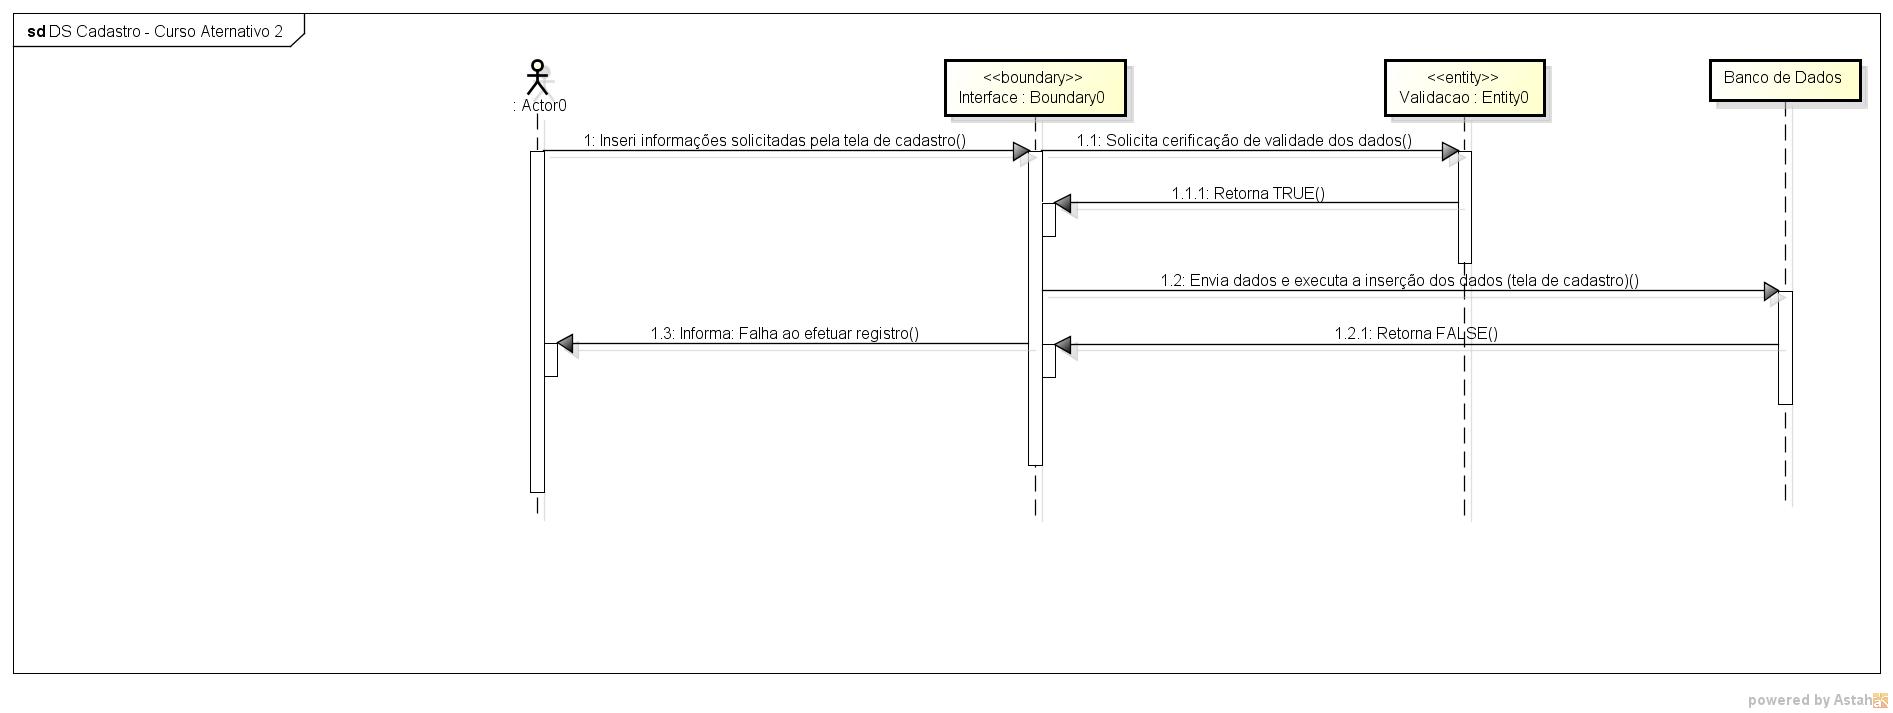 sd DS Cadastro - Curso Aternativo 2
: Actor0
<<boundary>>
Interface : Boundary0
<<entity>>
Validacao : Entity0
Banco de Dados
1: Inseri informações solicitadas pela tela de cadastro()
1.1: Solicita cerificação de validade dos dados()
1.1.1: Retorna TRUE()
1.2: Envia dados e executa a inserção dos dados (tela de cadastro)()
1.3: Informa: Falha ao efetuar registro()
1.2.1: Retorna FALSE()
powered by Astah